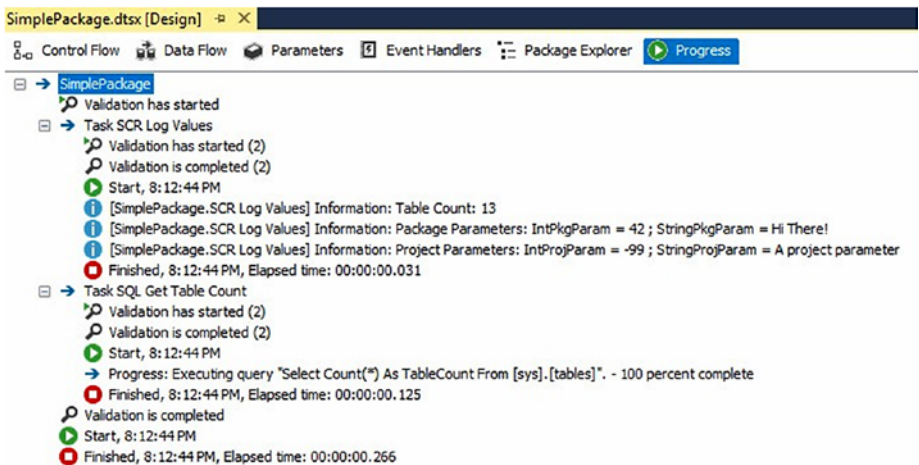 SimplePackage.dtsx [Design]
Control Flow Data Flow Parameters Event Handlers Package Explorer Progress
SimplePackage
Validation has started
Task SCR Log Values
Validation has started (2)
Validation is completed (2)
Start, 8:12:44 PM
[SimplePackage.SCR Log Values] Information: Table Count: 13
[SimplePackage.SCR Log Values] Information: Package Parameters: IntPkgParam = 42 ; StringPkgParam = Hi There!
[SimplePackage.SCR Log Values] Information: Project Parameters: IntProjParam = -99 ; StringProjParam = A project parameter
Finished, 8:12:44 PM, Elapsed time: 00:00:00.031
Task SQL Get Table Count
Validation has started (2)
Validation is completed (2)
Start, 8:12:44 PM
Progress: Executing query "Select Count(*) As TableCount From [sys].[tables]". - 100 percent complete
Finished, 8:12:44 PM, Elapsed time: 00:00:00.125
Validation is completed
Start, 8:12:44 PM
Finished, 8:12:44 PM, Elapsed time: 00:00:00.266